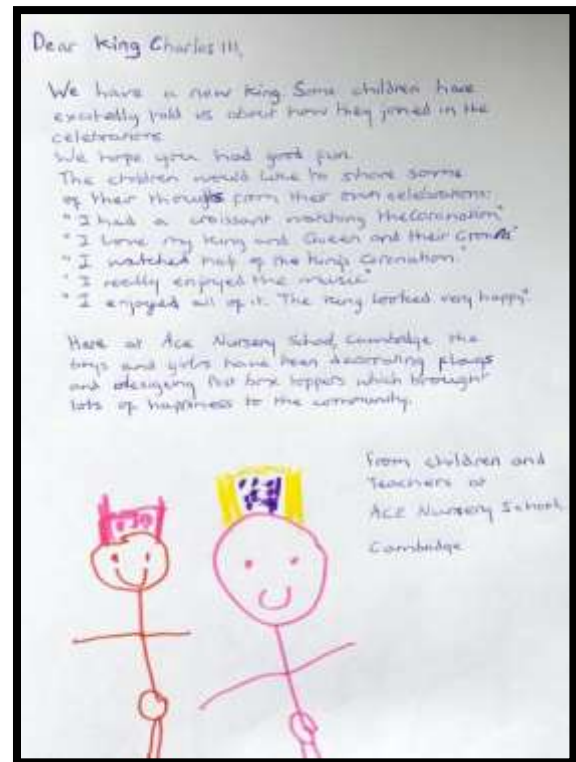 Dear King Charles III,
We have a new King Some children have
excitedly told us about how they joined in the
celebrations
We hope you had good fun.
The children would like to share some
of their thoughts from their own celebrations:
"I had a croissant watching the Coronation"
"I love my King and Queen and their Crowns"
"I watched half of the King's Coronation."
"I really enjoyed the music"
"I enjoyed all of it. The King looked very happy".
Here at Ace Nursery School, Cambridge the
boys and girls have been decorating flags
and designing Post box toppers which brought
lots of happiness to the community.
From children and
Teachers at
ACE Nursery School,
Cambridge